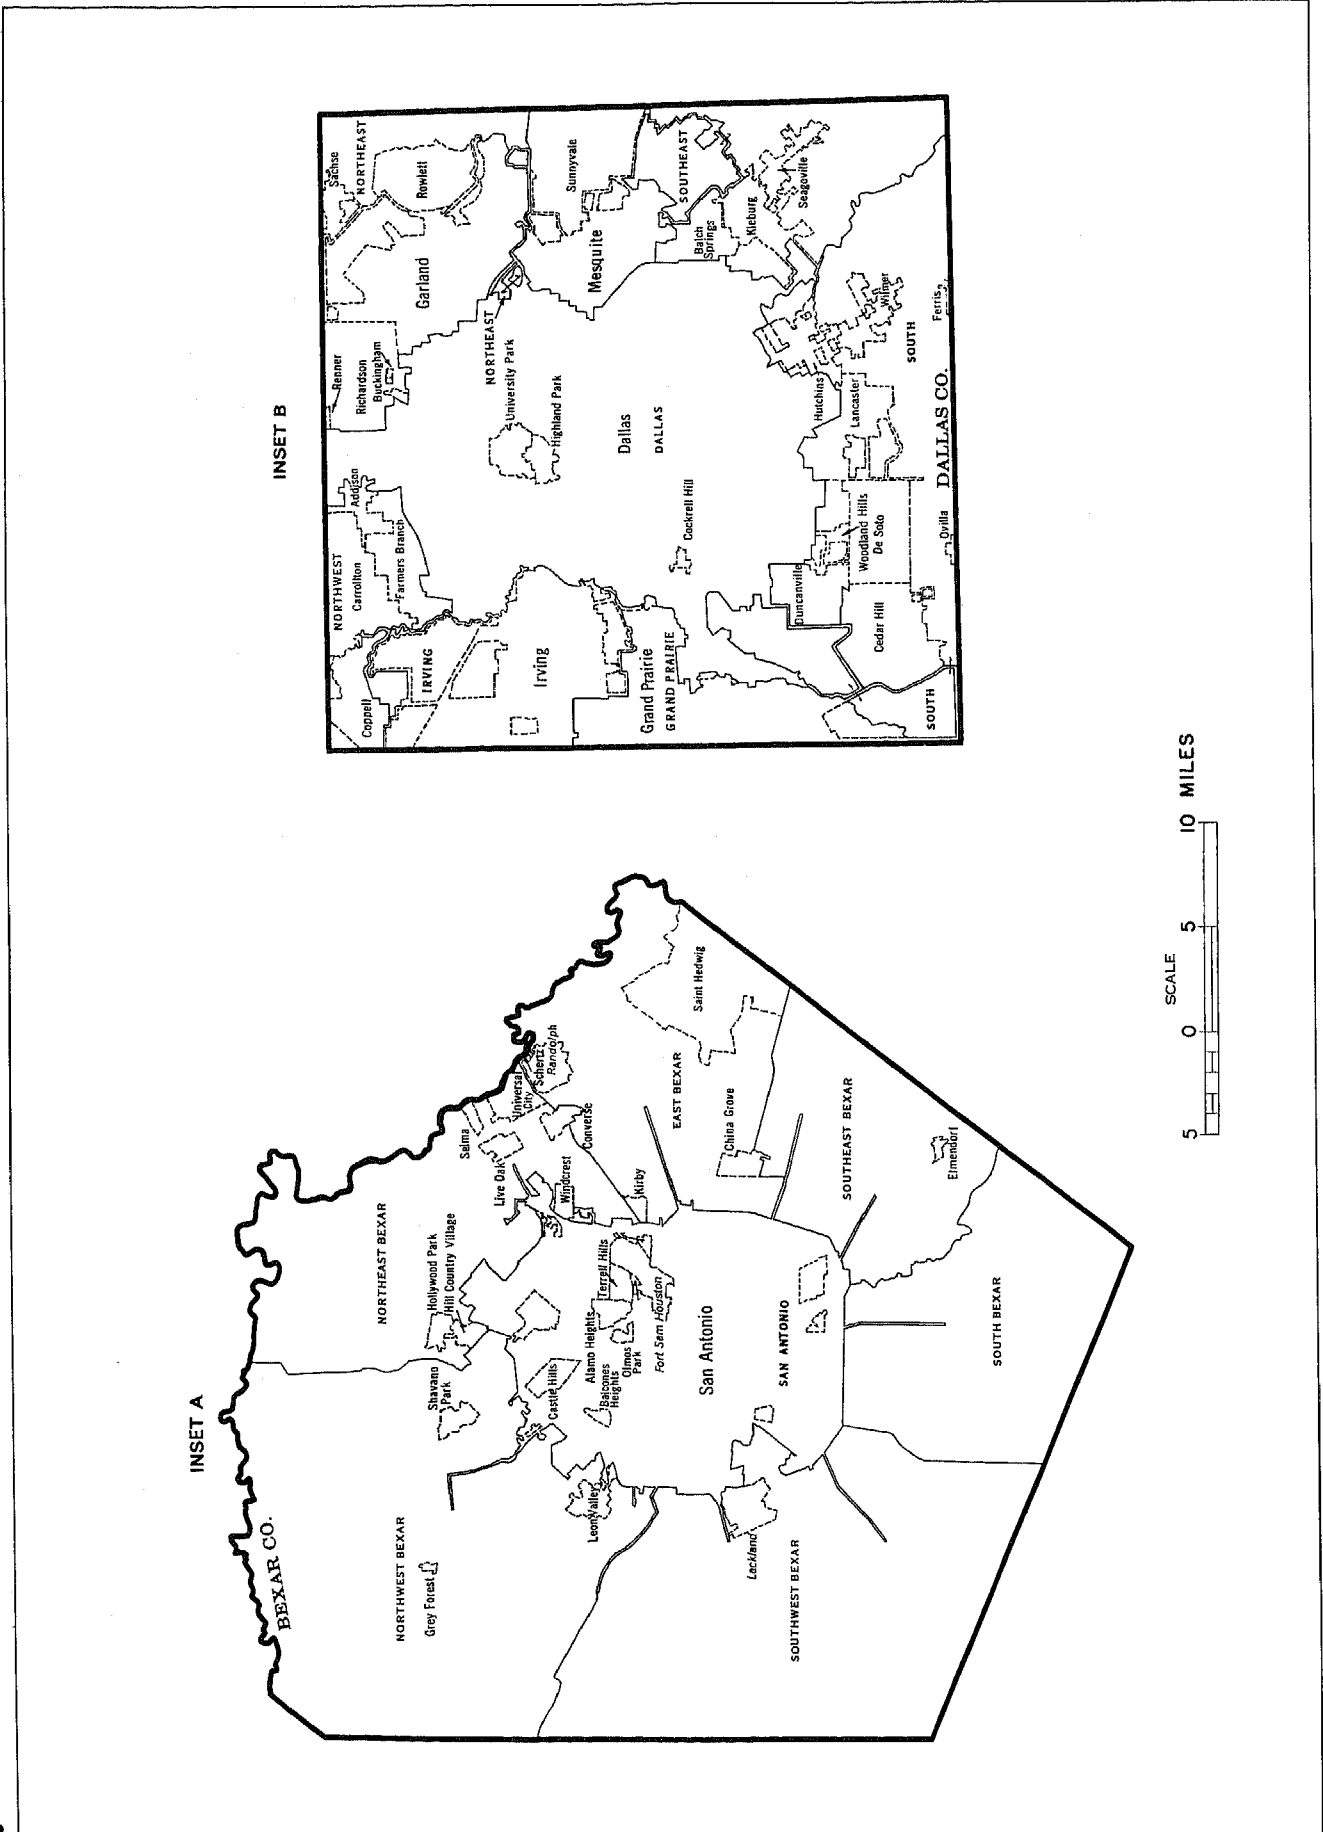 INSET A
BEXAR CO.
NORTHWEST BEXAR
Grey Forest
NORTHEAST BEXAR
Shavano
Park
Hollywood Park
Hill Country Village
Selma
Live Oak
Universal
City
Schertz
Randolph
Castle Hills
Windcrest
Converse
Leon Valley
Alamo Heights
Balcones
Heights
Terrell Hills
Olmos
Park
Kirby
Fort Sam Houston
EAST BEXAR
Saint Hedwig
San Antonio
China Grove
Lackland
SAN ANTONIO
SOUTHWEST BEXAR
SOUTHEAST BEXAR
Elmendorf
SOUTH BEXAR
INSET B
NORTHWEST
Renner
Sachse
Carrollton
Addison
Richardson
NORTHEAST
Coppell
Farmers Branch
Buckingham
IRVING
Garland
Rowlett
NORTHEAST
University Park
Irving
Highland Park
Sunnyvale
Mesquite
Dallas
Grand Prairie
GRAND PRAIRIE
DALLAS
SOUTHEAST
Cockrell Hill
Balch
Springs
Kleburg
Duncanville
Seagoville
Hutchins
Lancaster
Woodland Hills
De Soto
Wilmer
Cedar Hill
SOUTH
SOUTH
Ovilla
Ferris
DALLAS CO.
SCALE
5 0 5 10 MILES